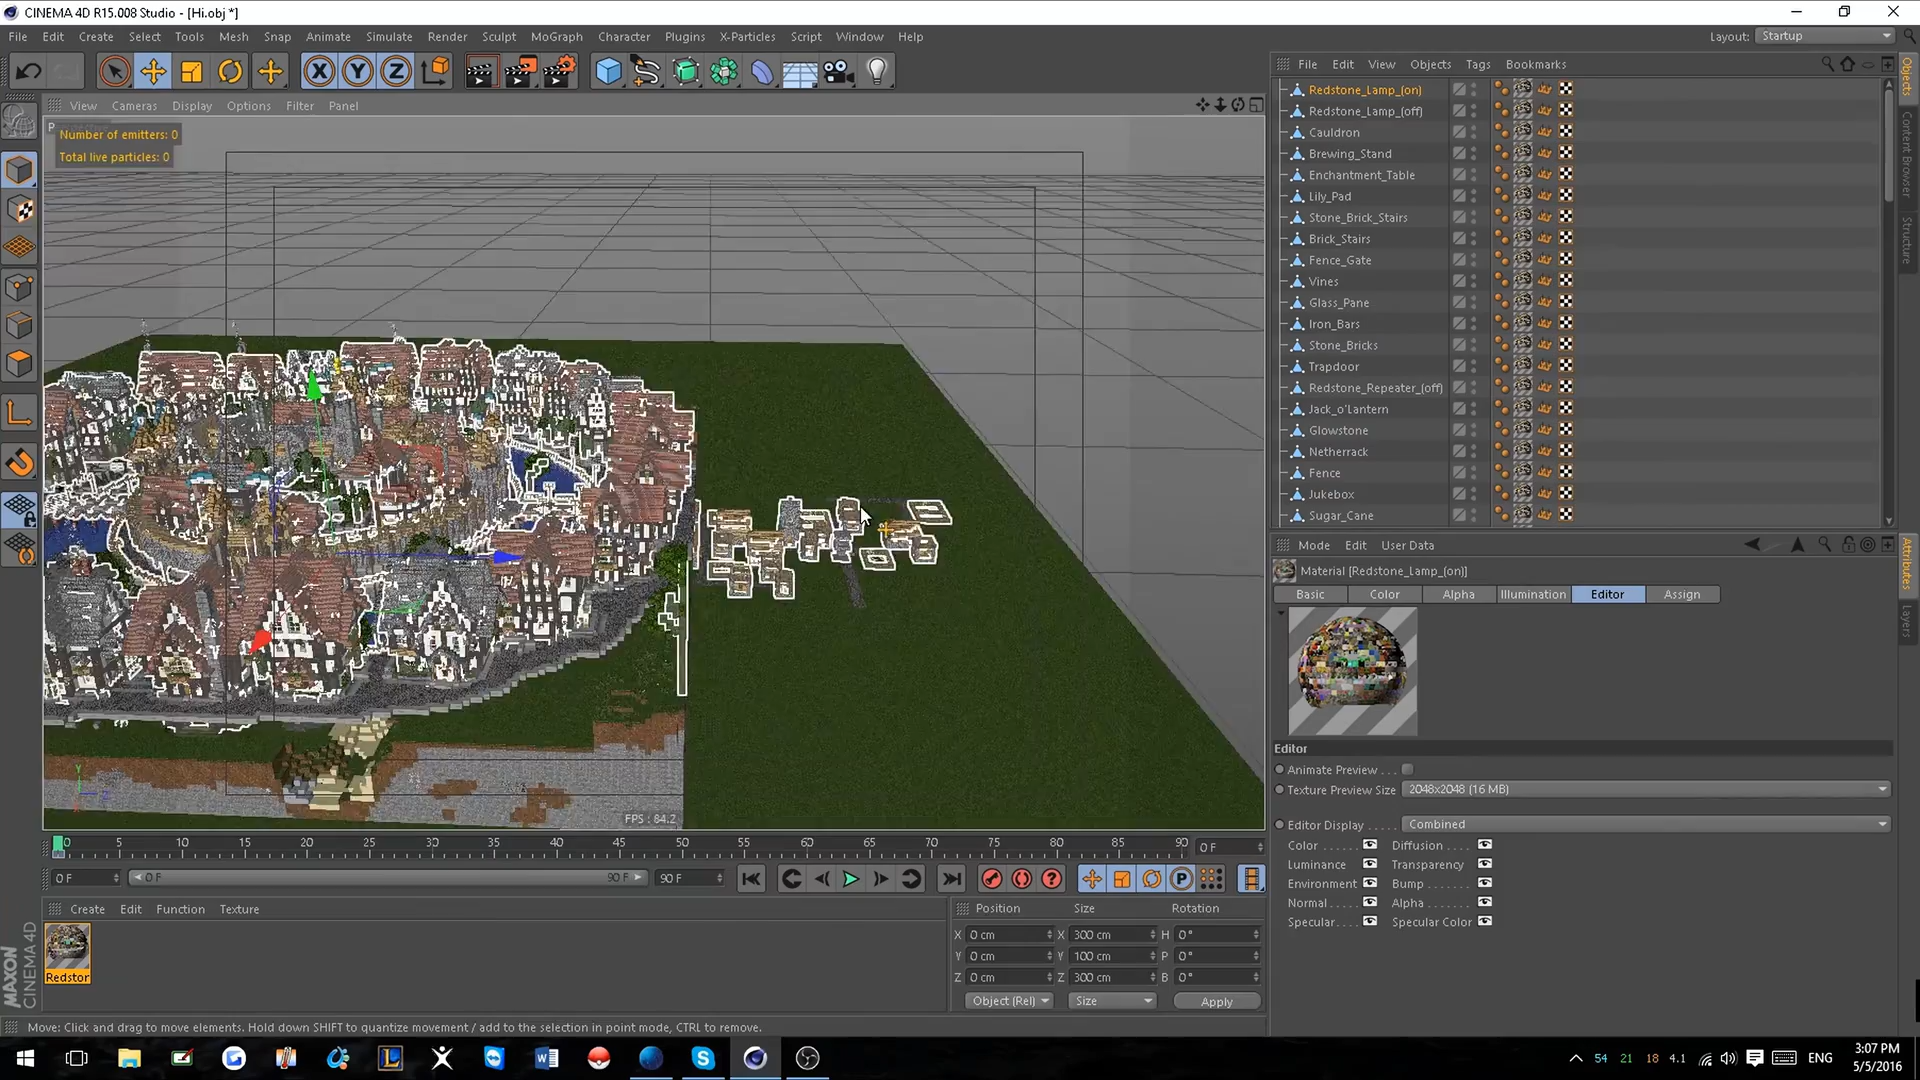 CINEMA 4D R15.008 Studio - [Hi.obj *]
File Edit Create Select Tools Mesh Snap Animate Simulate Render Sculpt MoGraph Character Plugins X-Particles Script Window Help
Layout: Startup
View Cameras Display Options Filter Panel
Number of emitters: 0
Total live particles: 0
FPS : 84.2
File Edit View Objects Tags Bookmarks
Redstone_Lamp_(on)
Redstone_Lamp_(off)
Cauldron
Brewing_Stand
Enchantment_Table
Lily_Pad
Stone_Brick_Stairs
Brick_Stairs
Fence_Gate
Vines
Glass_Pane
Iron_Bars
Stone_Bricks
Trapdoor
Redstone_Repeater_(off)
Jack_o'Lantern
Glowstone
Netherrack
Fence
Jukebox
Sugar_Cane
Objects
Content Browser
Structure
Mode Edit User Data
Material [Redstone_Lamp_(on)]
Basic Color Alpha Illumination Editor Assign
Editor
Animate Preview . . .
Texture Preview Size 2048x2048 (16 MB)
Editor Display . . . . . Combined
Color . . . . . . Diffusion . . . .
Luminance Transparency
Environment Bump . . . . . . .
Normal . . . . . Alpha . . . . . . .
Specular. . . . Specular Color
Attributes
Layers
0 5 10 15 20 25 30 35 40 45 50 55 60 65 70 75 80 85 90 0 F
0 F 0 F 90 F 90 F
Create Edit Function Texture
Redstor
MAXON
CINEMA 4D
Position Size Rotation
X 0 cm X 300 cm H 0°
Y 0 cm Y 100 cm P 0°
Z 0 cm Z 300 cm B 0°
Object (Rel) Size Apply
Move: Click and drag to move elements. Hold down SHIFT to quantize movement / add to the selection in point mode, CTRL to remove.
54 21 18 4.1 ENG
3:07 PM
5/5/2016